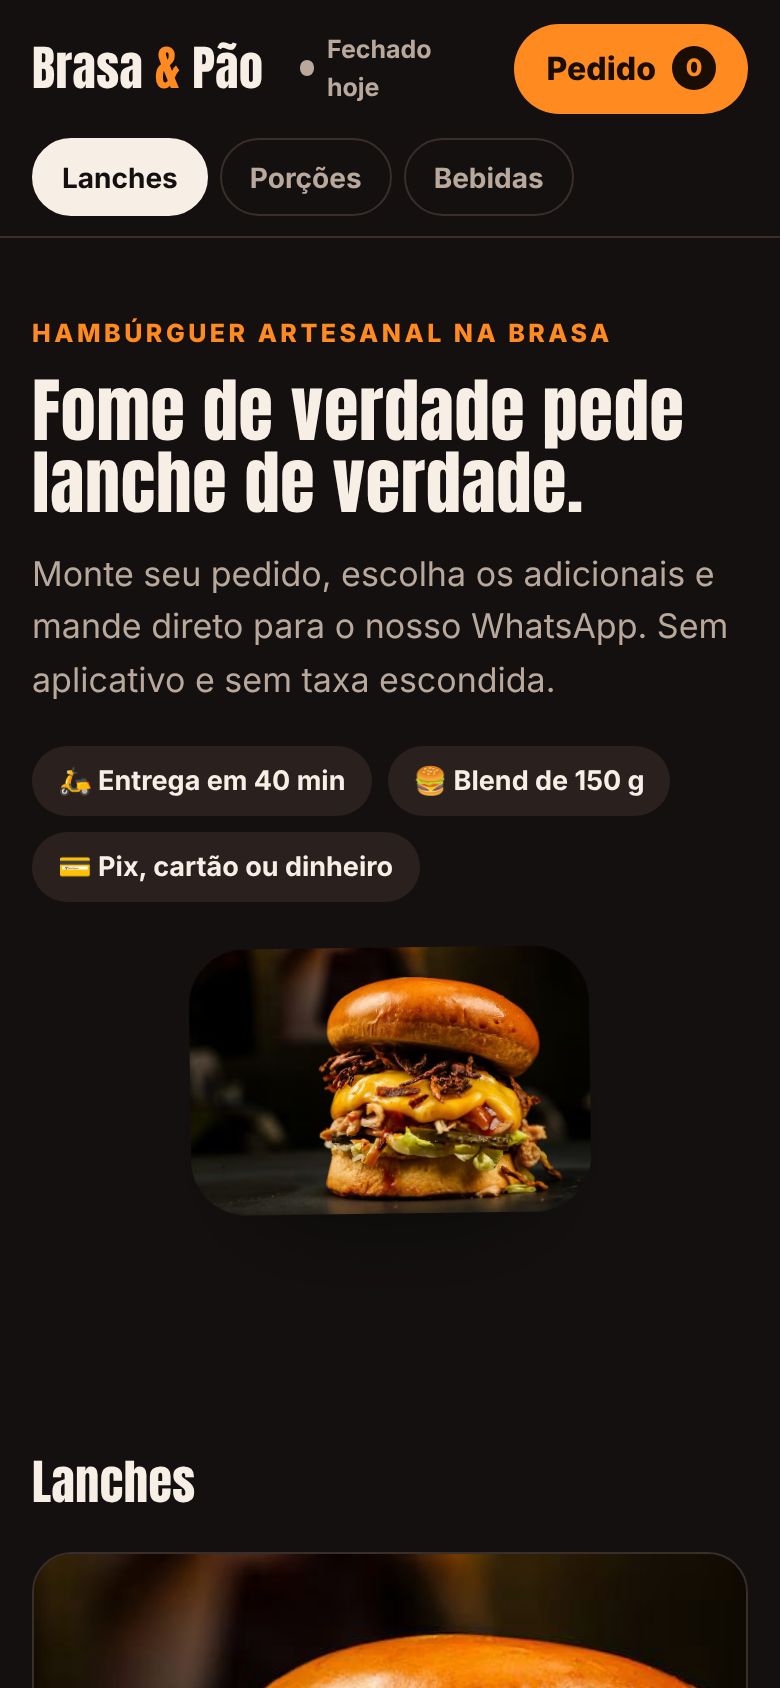 Brasa & Pão
Fechado
hoje
Pedido 0
Lanches
Porções
Bebidas
HAMBÚRGUER ARTESANAL NA BRASA
Fome de verdade pede
lanche de verdade.
Monte seu pedido, escolha os adicionais e
mande direto para o nosso WhatsApp. Sem
aplicativo e sem taxa escondida.
🛵 Entrega em 40 min
🍔 Blend de 150 g
💳 Pix, cartão ou dinheiro
Lanches